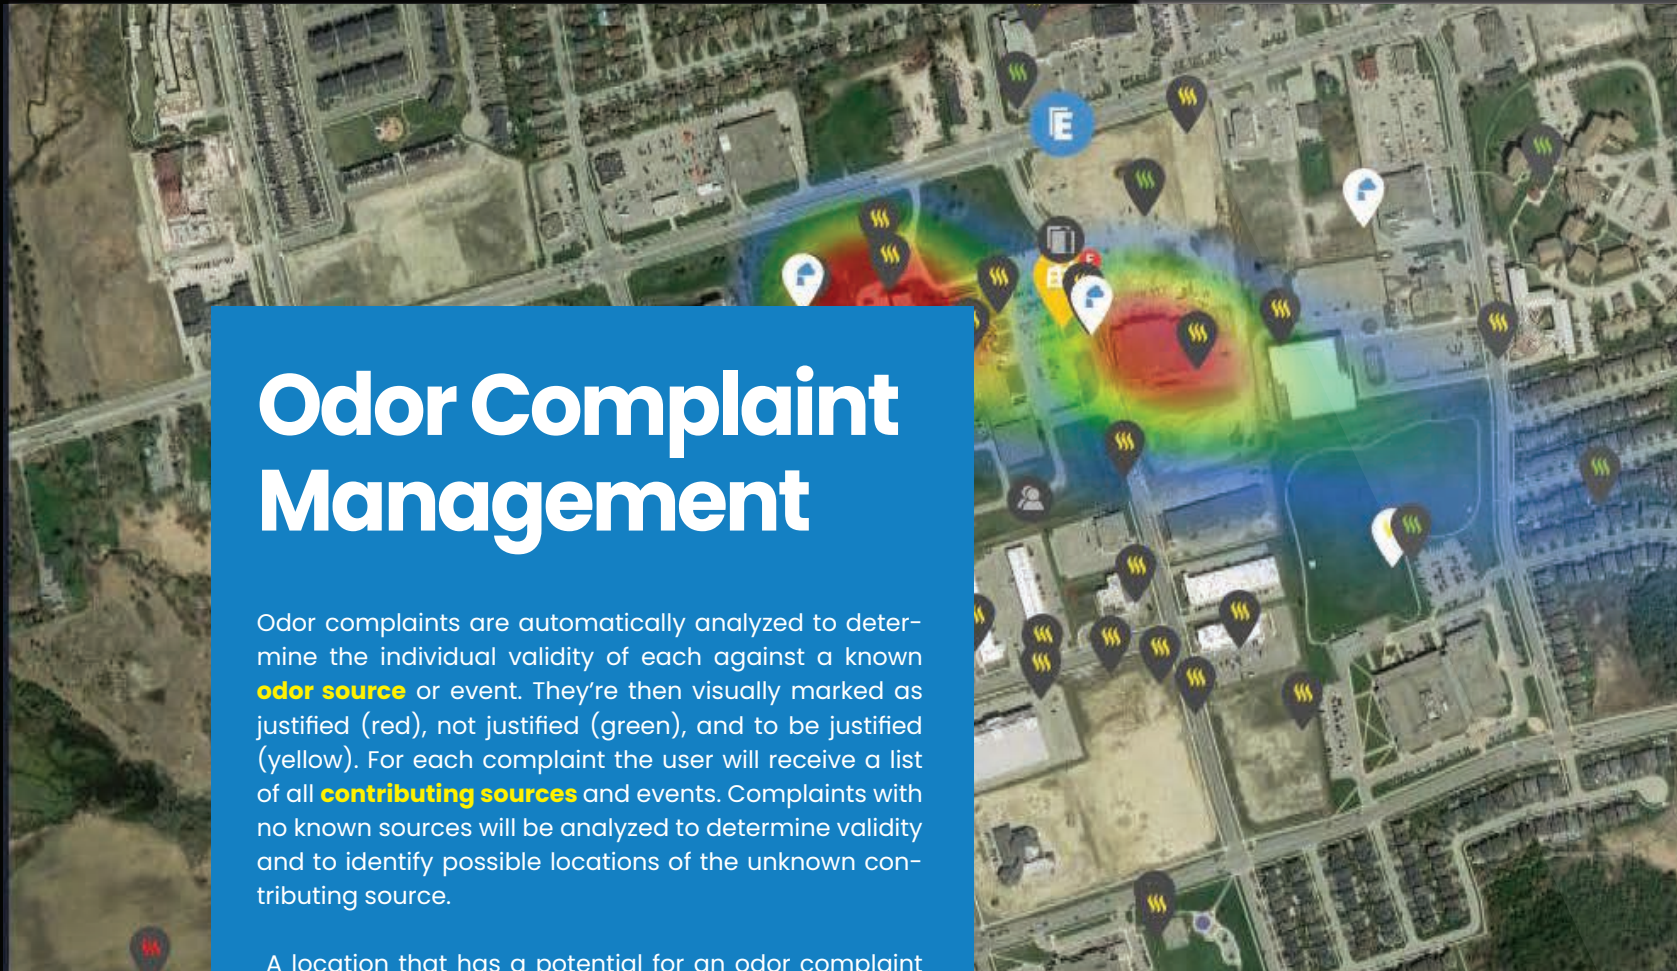 E
E
E
Odor Complaint
Management
Odor complaints are automatically analyzed to deter-
mine the individual validity of each against a known
odor source or event. They’re then visually marked as
justified (red), not justified (green), and to be justified
(yellow). For each complaint the user will receive a list
of all contributing sources and events. Complaints with
no known sources will be analyzed to determine validity
and to identify possible locations of the unknown con-
tributing source.
A location that has a potential for an odor complaint